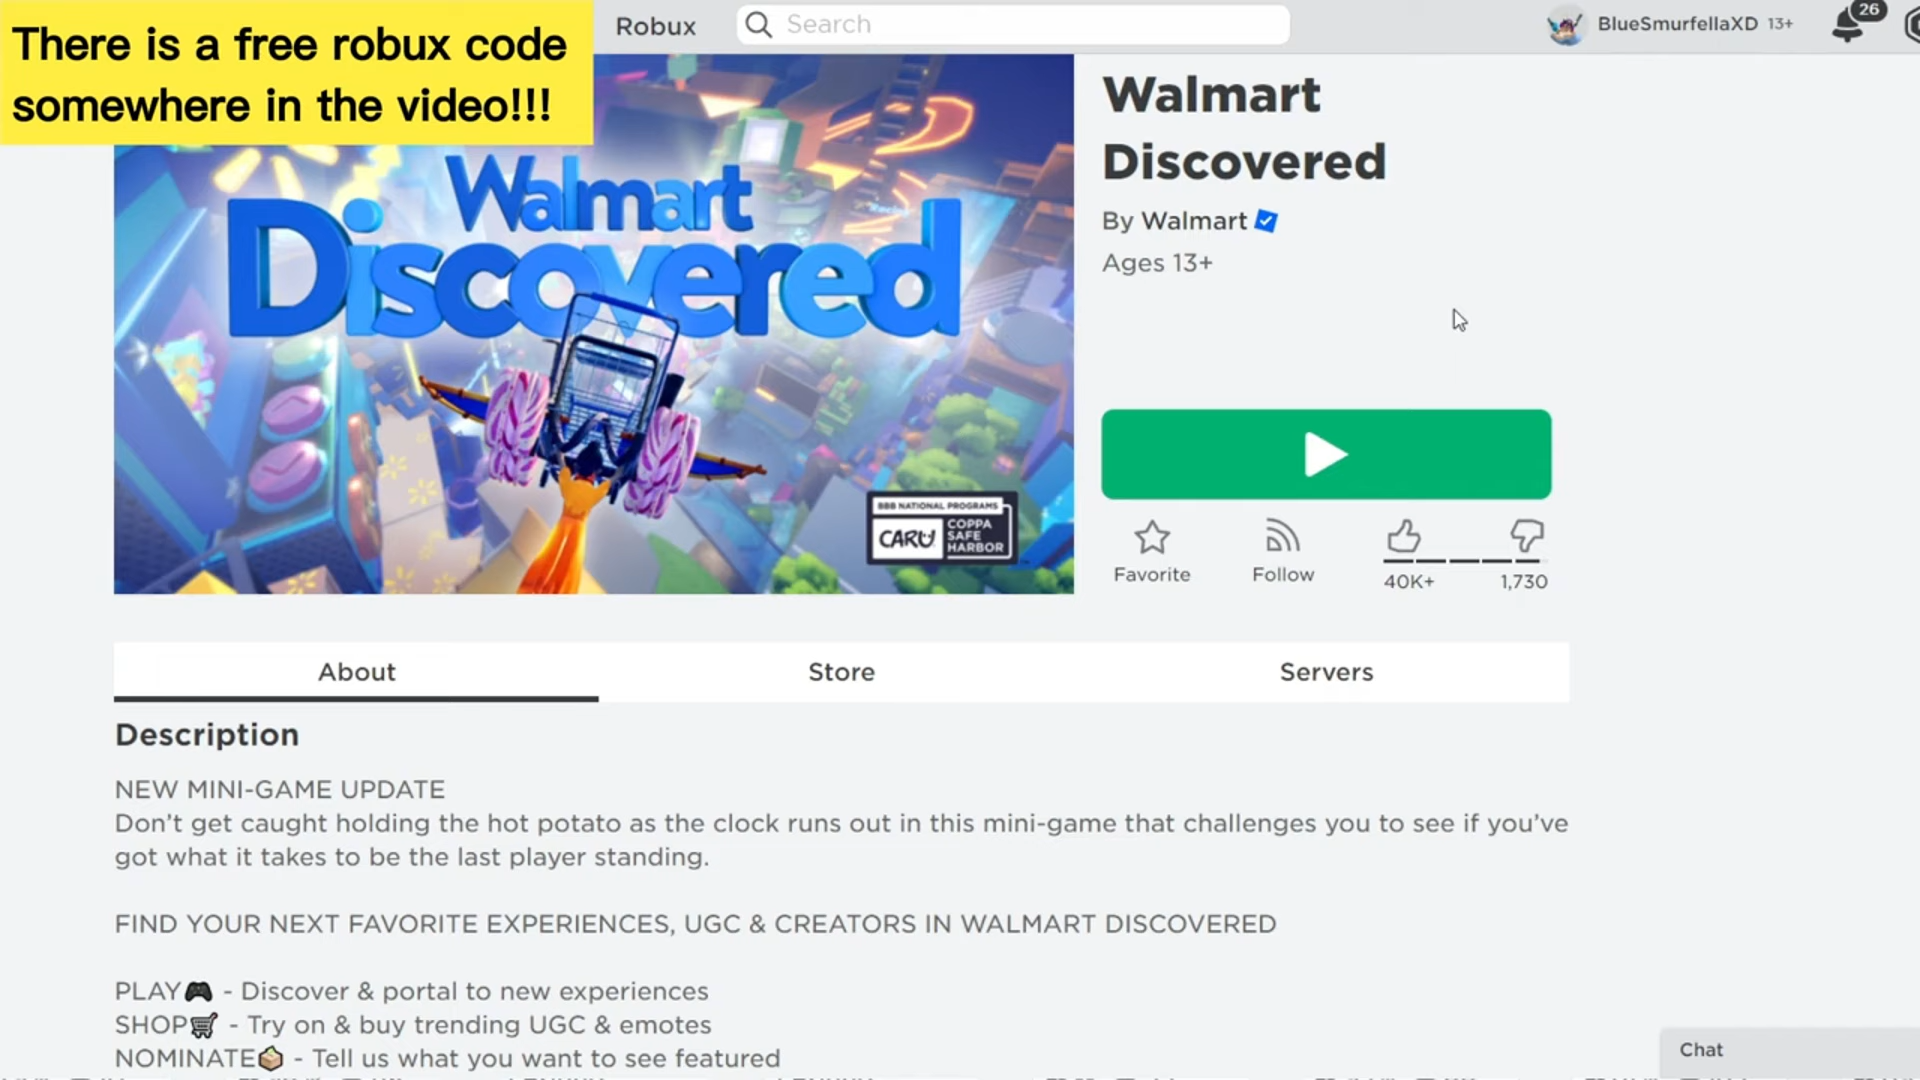 There is a free robux code
somewhere in the video!!!
Robux
Search
BlueSmurfellaXD 13+
26
Walmart
Discovered
Walmart
Discovered
By Walmart
Ages 13+
BBB NATIONAL PROGRAMS
CARU
COPPA
SAFE
HARBOR
Favorite
Follow
40K+
1,730
About
Store
Servers
Description
NEW MINI-GAME UPDATE
Don't get caught holding the hot potato as the clock runs out in this mini-game that challenges you to see if you've
got what it takes to be the last player standing.
FIND YOUR NEXT FAVORITE EXPERIENCES, UGC & CREATORS IN WALMART DISCOVERED
PLAY🎮 - Discover & portal to new experiences
SHOP🛒 - Try on & buy trending UGC & emotes
NOMINATE🗳️ - Tell us what you want to see featured
Chat